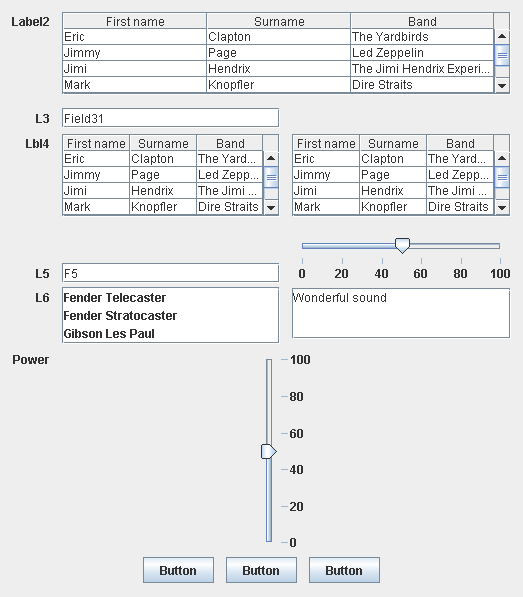 Label2 First name Surname Band
Eric Clapton The Yardbirds
Jimmy Page Led Zeppelin
Jimi Hendrix The Jimi Hendrix Experi...
Mark Knopfler Dire Straits
L3 Field31
Lbl4 First name Surname Band First name Surname Band
Eric Clapton The Yard... Eric Clapton The Yard...
Jimmy Page Led Zepp... Jimmy Page Led Zepp...
Jimi Hendrix The Jimi ... Jimi Hendrix The Jimi ...
Mark Knopfler Dire Straits Mark Knopfler Dire Straits
L5 F5 0 20 40 60 80 100
L6 Fender Telecaster Wonderful sound
Fender Stratocaster
Gibson Les Paul
Power 100
80
60
40
20
0
Button Button Button